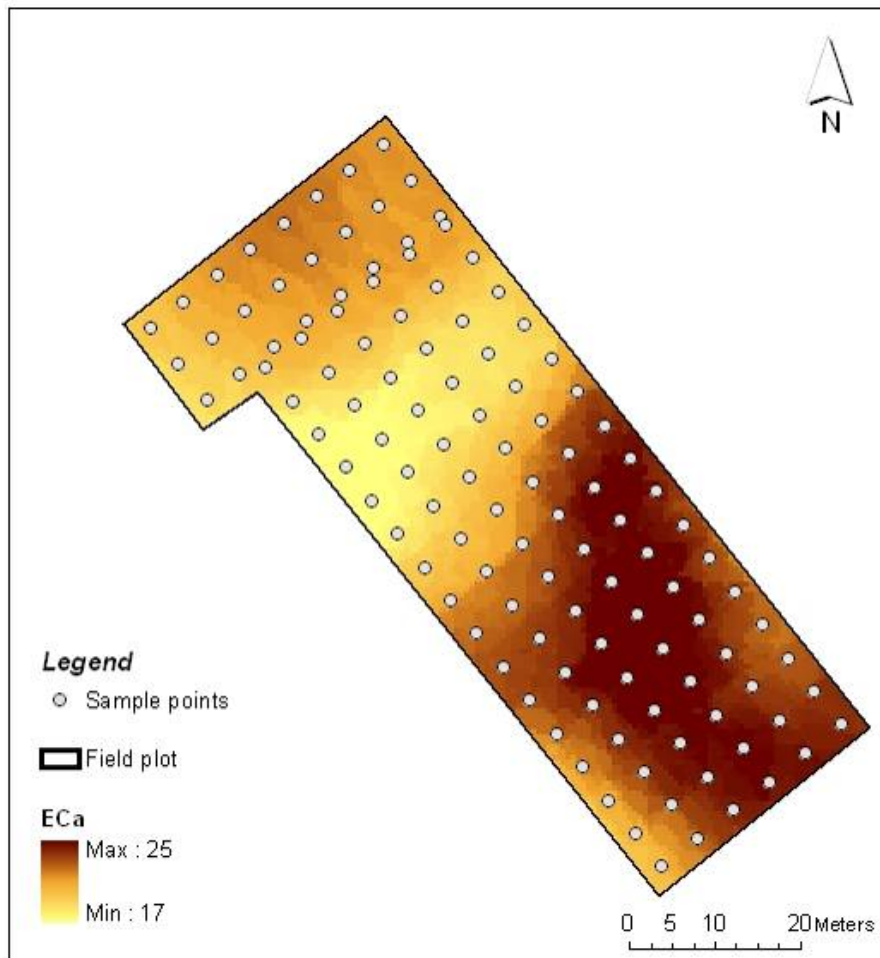 N
Legend
Sample points
Field plot
ECa
Max : 25
Min : 17
0 5 10 20 Meters